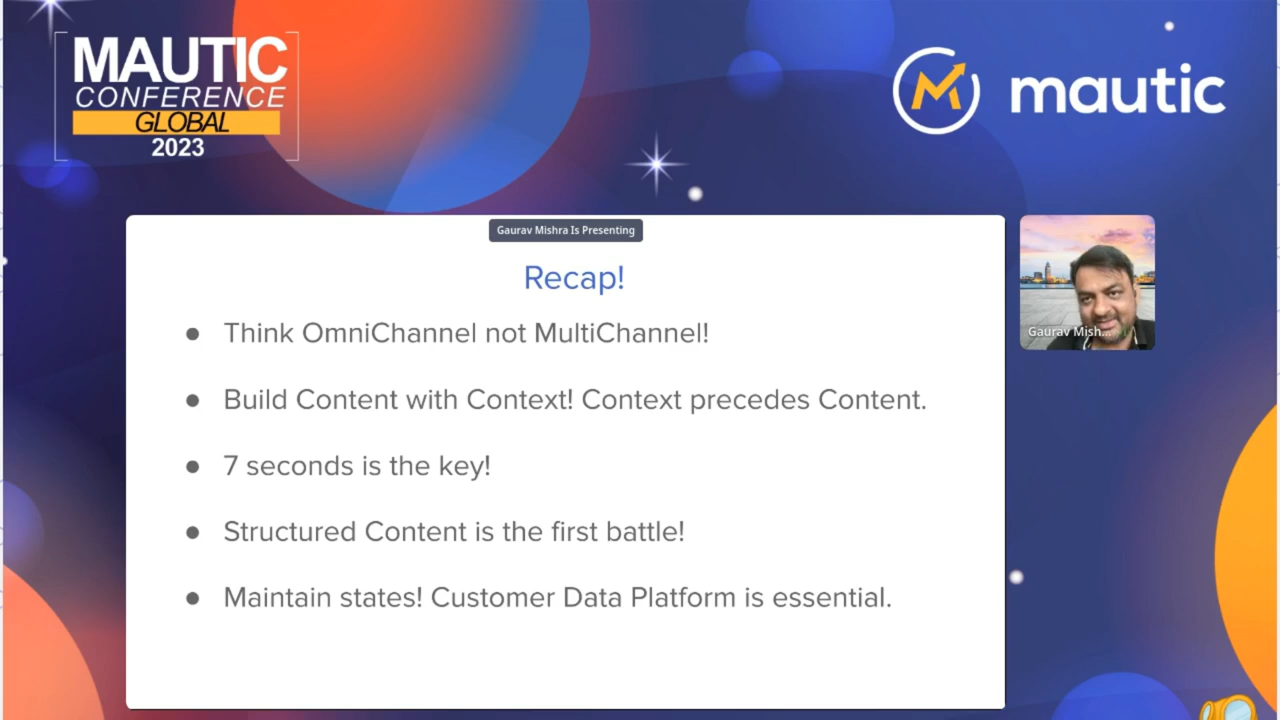 MAUTIC
CONFERENCE
GLOBAL
2023
mautic
Gaurav Mishra Is Presenting
Recap!
● Think OmniChannel not MultiChannel!
● Build Content with Context! Context precedes Content.
● 7 seconds is the key!
● Structured Content is the first battle!
● Maintain states! Customer Data Platform is essential.
Gaurav Mish...